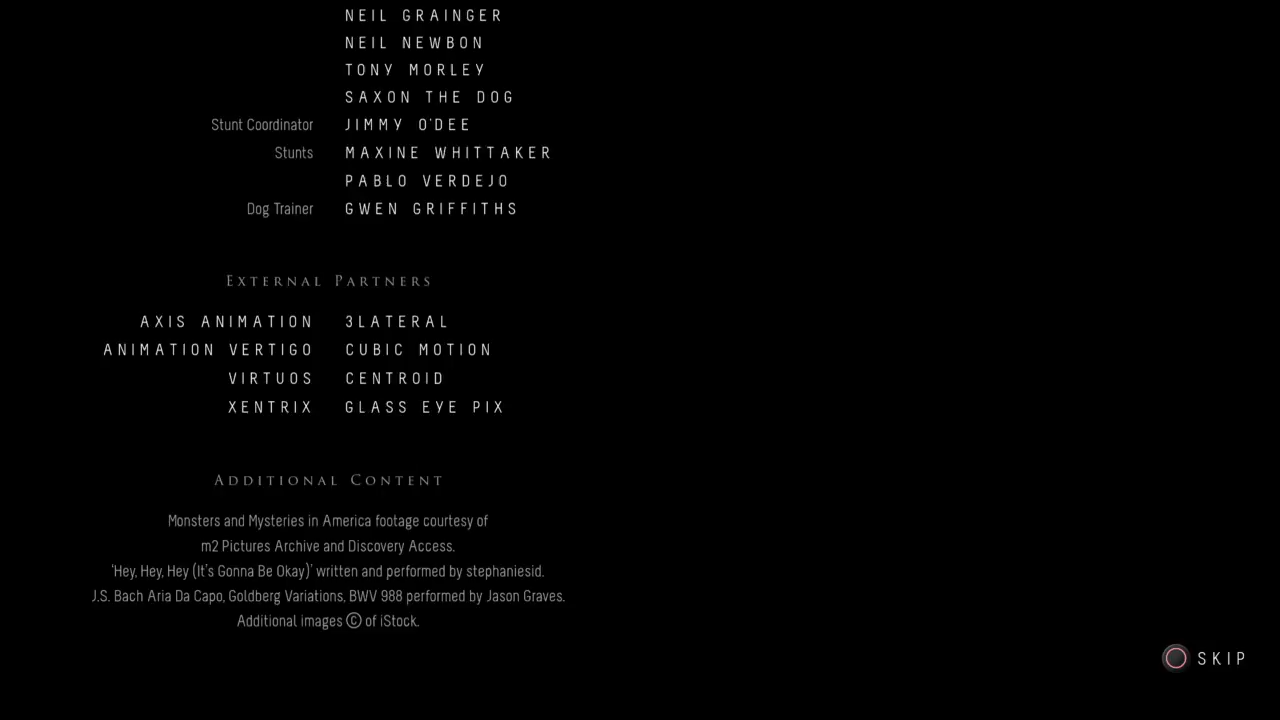 NEIL GRAINGER
NEIL NEWBON
TONY MORLEY
SAXON THE DOG
Stunt Coordinator JIMMY O'DEE
Stunts MAXINE WHITTAKER
PABLO VERDEJO
Dog Trainer GWEN GRIFFITHS
EXTERNAL PARTNERS
AXIS ANIMATION 3LATERAL
ANIMATION VERTIGO CUBIC MOTION
VIRTUOS CENTROID
XENTRIX GLASS EYE PIX
ADDITIONAL CONTENT
Monsters and Mysteries in America footage courtesy of
m2 Pictures Archive and Discovery Access.
'Hey, Hey, Hey (It's Gonna Be Okay)' written and performed by stephaniesid.
J.S. Bach Aria Da Capo, Goldberg Variations, BWV 988 performed by Jason Graves.
Additional images © of iStock.
SKIP